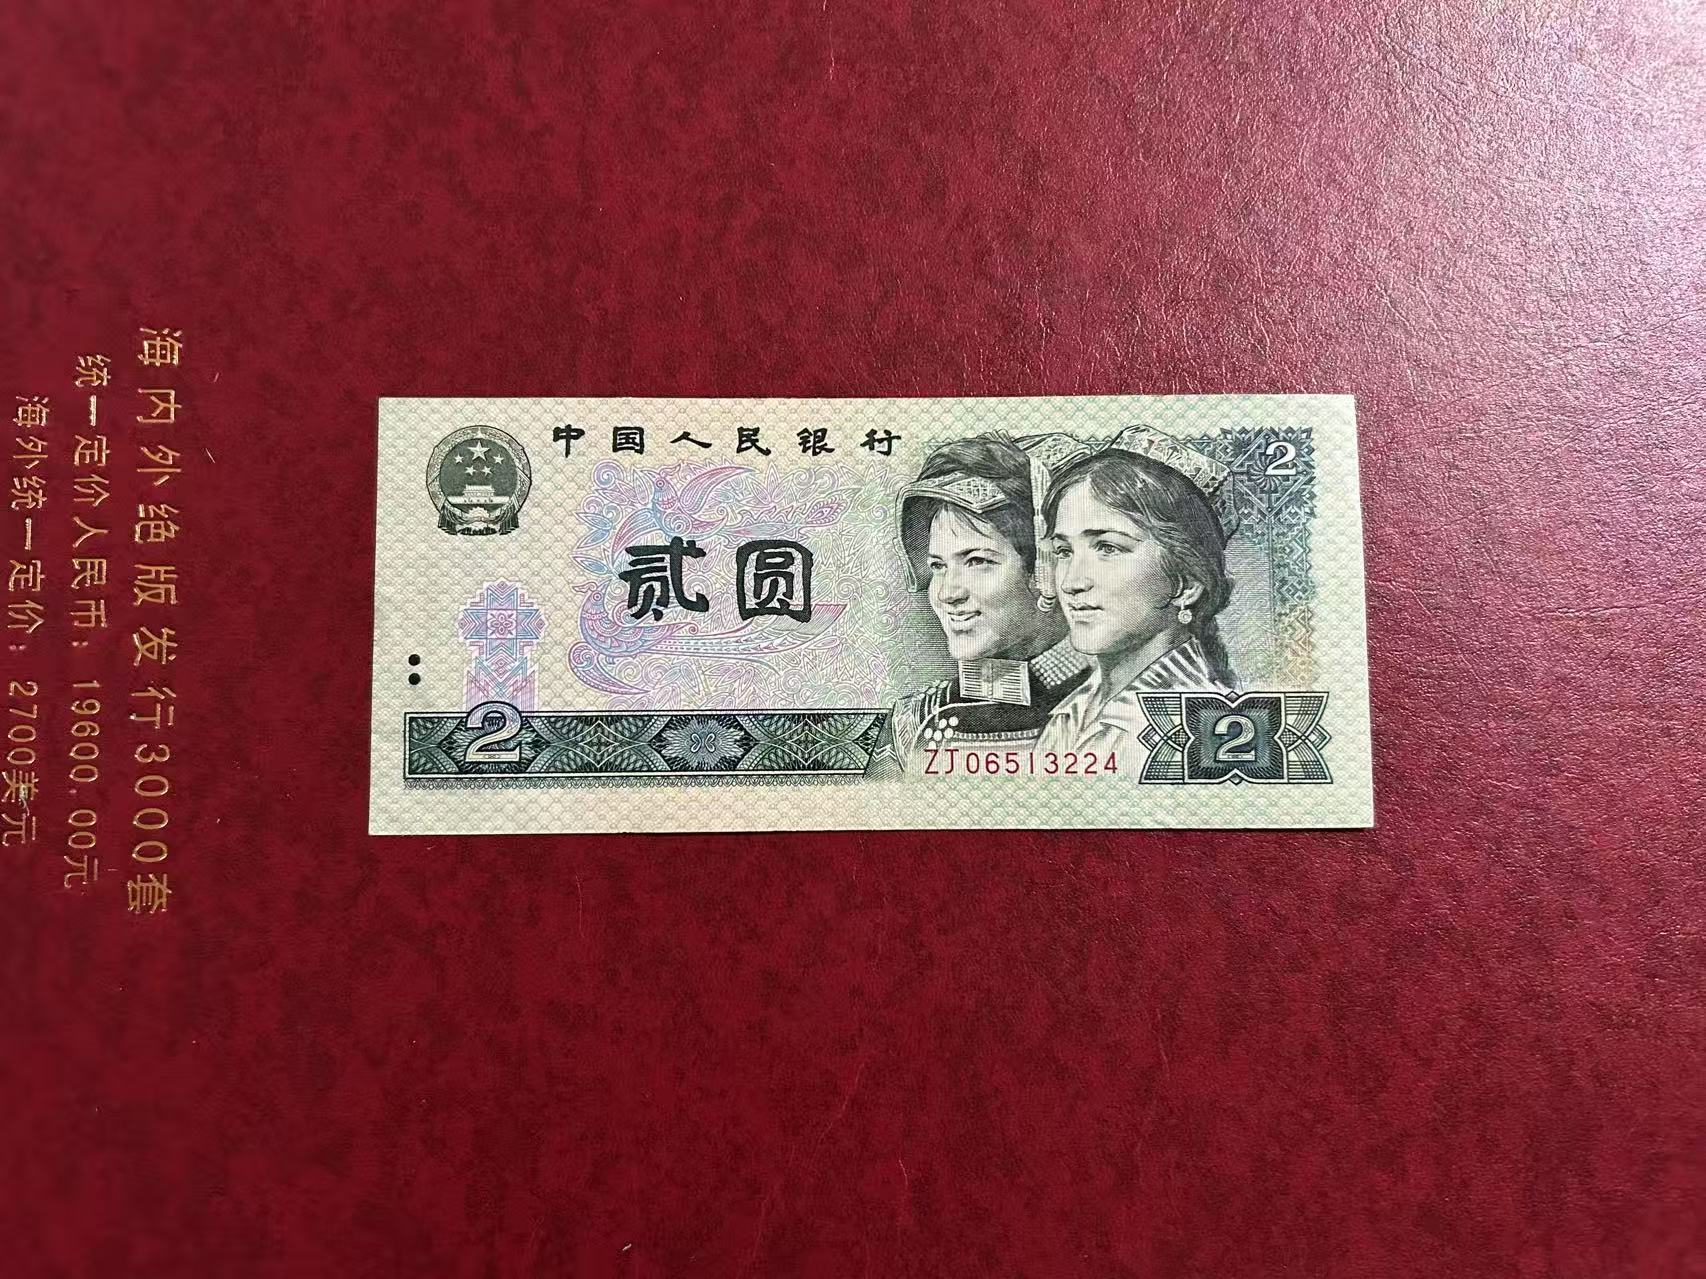 海内外绝版发行3000套
统一定价人民币：19600.00元
海外统一定价：2700美元
中国人民银行
2
贰圆
2
2
ZJ06513224